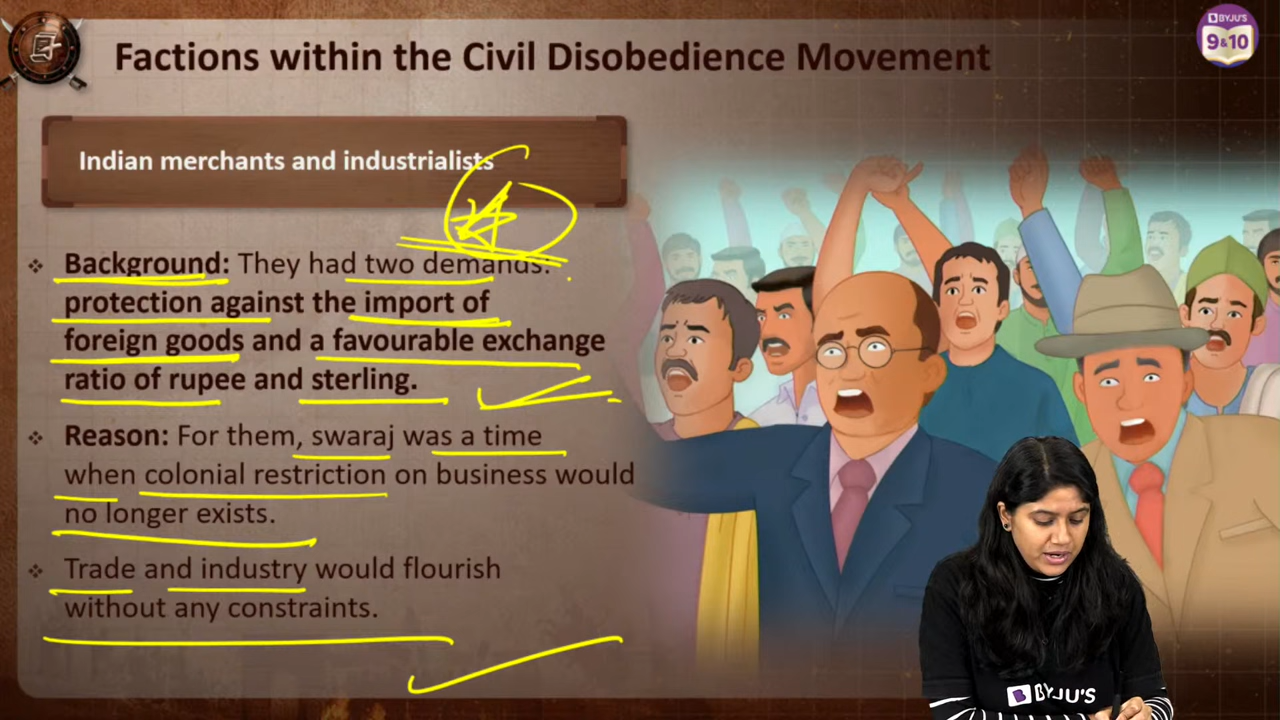 Factions within the Civil Disobedience Movement
BYJU'S
9&10
Indian merchants and industrialists
❖ Background: They had two demands:
protection against the import of
foreign goods and a favourable exchange
ratio of rupee and sterling.
❖ Reason: For them, swaraj was a time
when colonial restriction on business would
no longer exists.
❖ Trade and industry would flourish
without any constraints.
BYJU'S